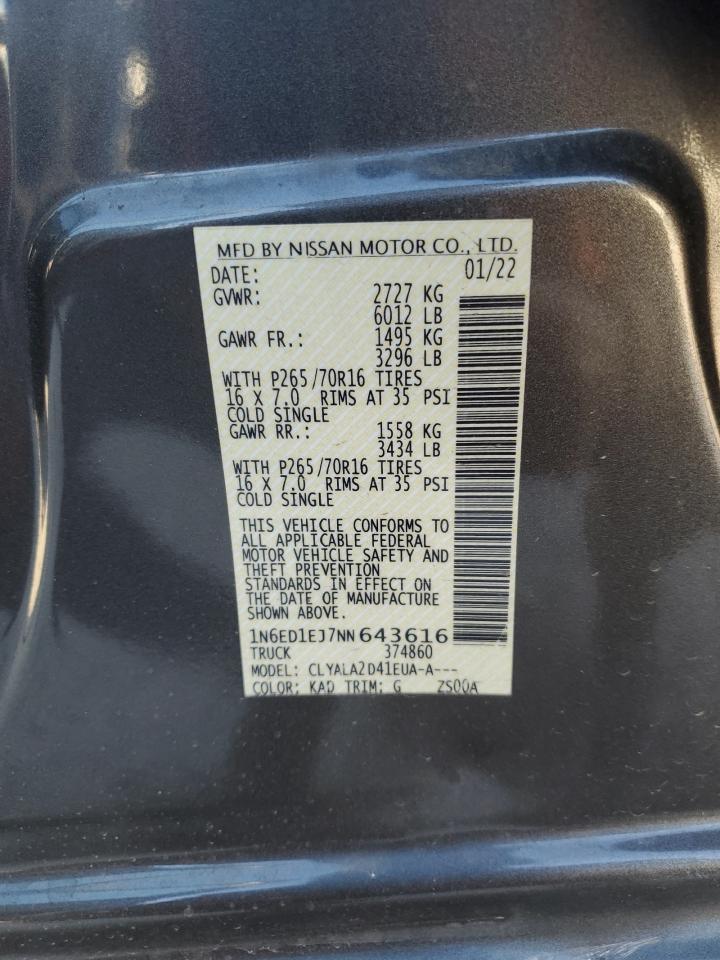 MFD BY NISSAN MOTOR CO., LTD.
DATE: 01/22
GVWR: 2727 KG
6012 LB
GAWR FR.: 1495 KG
3296 LB
WITH P265/70R16 TIRES
16 X 7.0 RIMS AT 35 PSI
COLD SINGLE
GAWR RR.: 1558 KG
3434 LB
WITH P265/70R16 TIRES
16 X 7.0 RIMS AT 35 PSI
COLD SINGLE
THIS VEHICLE CONFORMS TO
ALL APPLICABLE FEDERAL
MOTOR VEHICLE SAFETY AND
THEFT PREVENTION
STANDARDS IN EFFECT ON
THE DATE OF MANUFACTURE
SHOWN ABOVE.
1N6ED1EJ7NN643616
TRUCK 374860
MODEL: CLYALA2D41EUA-A---
COLOR: KAD TRIM: G ZS00A